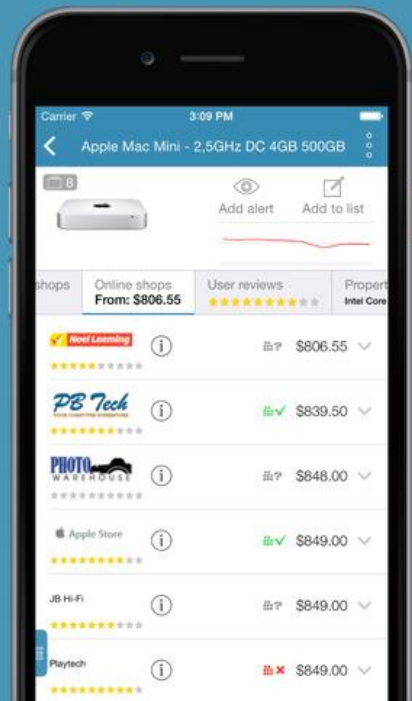 Carrier 3:09 PM
Apple Mac Mini - 2,5GHz DC 4GB 500GB
8
Add alert Add to list
shops
Online shops
From: $806.55
User reviews
Propert
Intel Core
Noel Leeming
$806.55
PB Tech
YOUR COMPUTER SUPERSTORE
? $839.50
PHOTO
WAREHOUSE
? $848.00
Apple Store
$849.00
JB Hi-Fi
? $849.00
Playtech
$849.00